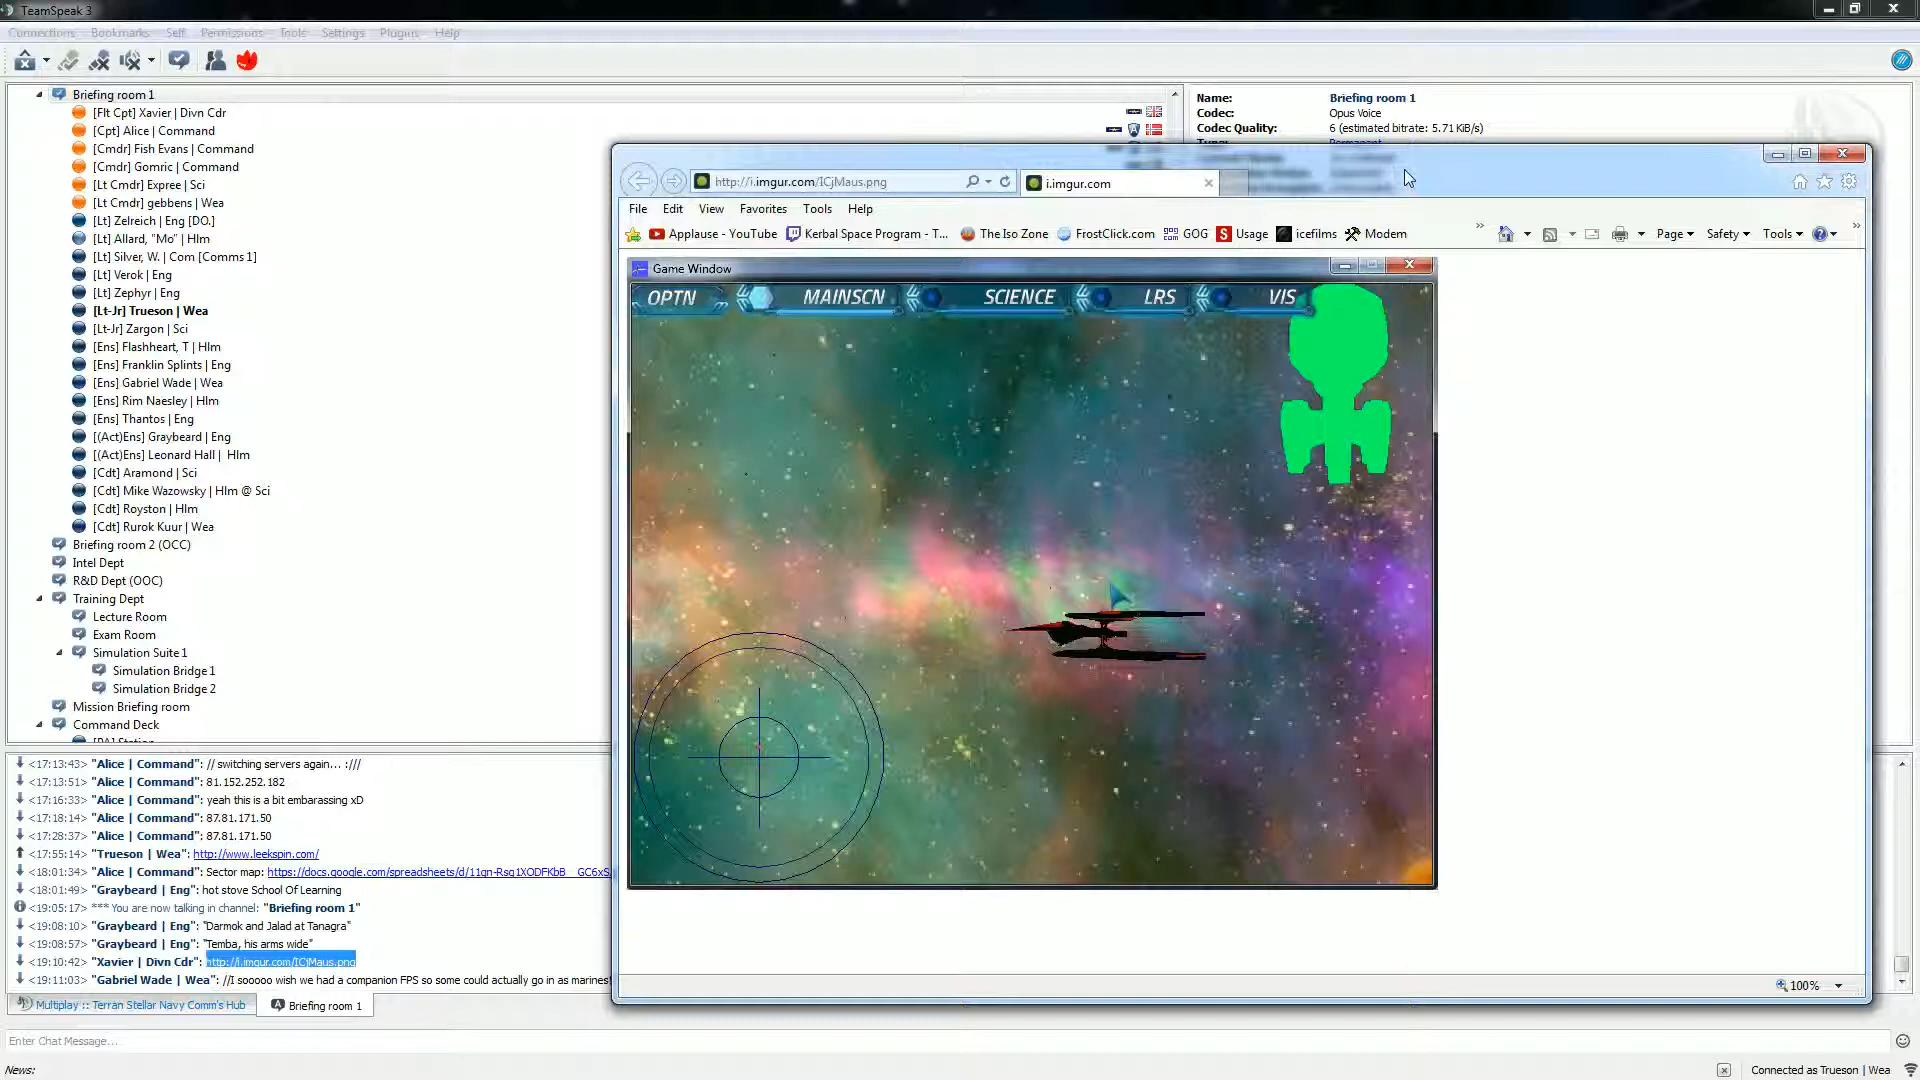 TeamSpeak 3
Connections Bookmarks Self Permissions Tools Settings Plugins Help
Briefing room 1
[Flt Cpt] Xavier | Divn Cdr
[Cpt] Alice | Command
[Cmdr] Fish Evans | Command
[Cmdr] Gomric | Command
[Lt Cmdr] Expree | Sci
[Lt Cmdr] gebbens | Wea
[Lt] Zelreich | Eng [DO.]
[Lt] Allard, "Mo" | Hlm
[Lt] Silver, W. | Com [Comms 1]
[Lt] Verok | Eng
[Lt] Zephyr | Eng
[Lt-Jr] Trueson | Wea
[Lt-Jr] Zargon | Sci
[Ens] Flashheart, T | Hlm
[Ens] Franklin Splints | Eng
[Ens] Gabriel Wade | Wea
[Ens] Rim Naesley | Hlm
[Ens] Thantos | Eng
[(Act)Ens] Graybeard | Eng
[(Act)Ens] Leonard Hall | Hlm
[Cdt] Aramond | Sci
[Cdt] Mike Wazowsky | Hlm @ Sci
[Cdt] Royston | Hlm
[Cdt] Rurok Kuur | Wea
Briefing room 2 (OCC)
Intel Dept
R&D Dept (OOC)
Training Dept
Lecture Room
Exam Room
Simulation Suite 1
Simulation Bridge 1
Simulation Bridge 2
Mission Briefing room
Command Deck
Name: Briefing room 1
Codec: Opus Voice
Codec Quality: 6 (estimated bitrate: 5.71 KiB/s)
http://i.imgur.com/ICjMaus.png
i.imgur.com
File Edit View Favorites Tools Help
Applause - YouTube Kerbal Space Program - T... The Iso Zone FrostClick.com GOG Usage icefilms Modem
Page Safety Tools
Game Window
OPTN MAINSCN SCIENCE LRS VIS
100%
<17:13:43> "Alice | Command": // switching servers again... :///
<17:13:51> "Alice | Command": 81.152.252.182
<17:16:33> "Alice | Command": yeah this is a bit embarassing xD
<17:18:14> "Alice | Command": 87.81.171.50
<17:28:37> "Alice | Command": 87.81.171.50
<17:55:14> "Trueson | Wea": http://www.leekspin.com/
<18:01:34> "Alice | Command": Sector map: https://docs.google.com/spreadsheets/d/11qn-Rsg1XODFKbB__GC6xS
<18:01:49> "Graybeard | Eng": hot stove School Of Learning
<19:05:17> *** You are now talking in channel: "Briefing room 1"
<19:08:10> "Graybeard | Eng": "Darmok and Jalad at Tanagra"
<19:08:57> "Graybeard | Eng": "Temba, his arms wide"
<19:10:42> "Xavier | Divn Cdr": http://i.imgur.com/ICjMaus.png
<19:11:03> "Gabriel Wade | Wea": //I sooooo wish we had a companion FPS so some could actually go in as marines!
Multiplay :: Terran Stellar Navy Comm's Hub
Briefing room 1
Enter Chat Message...
News:
Connected as Trueson | Wea